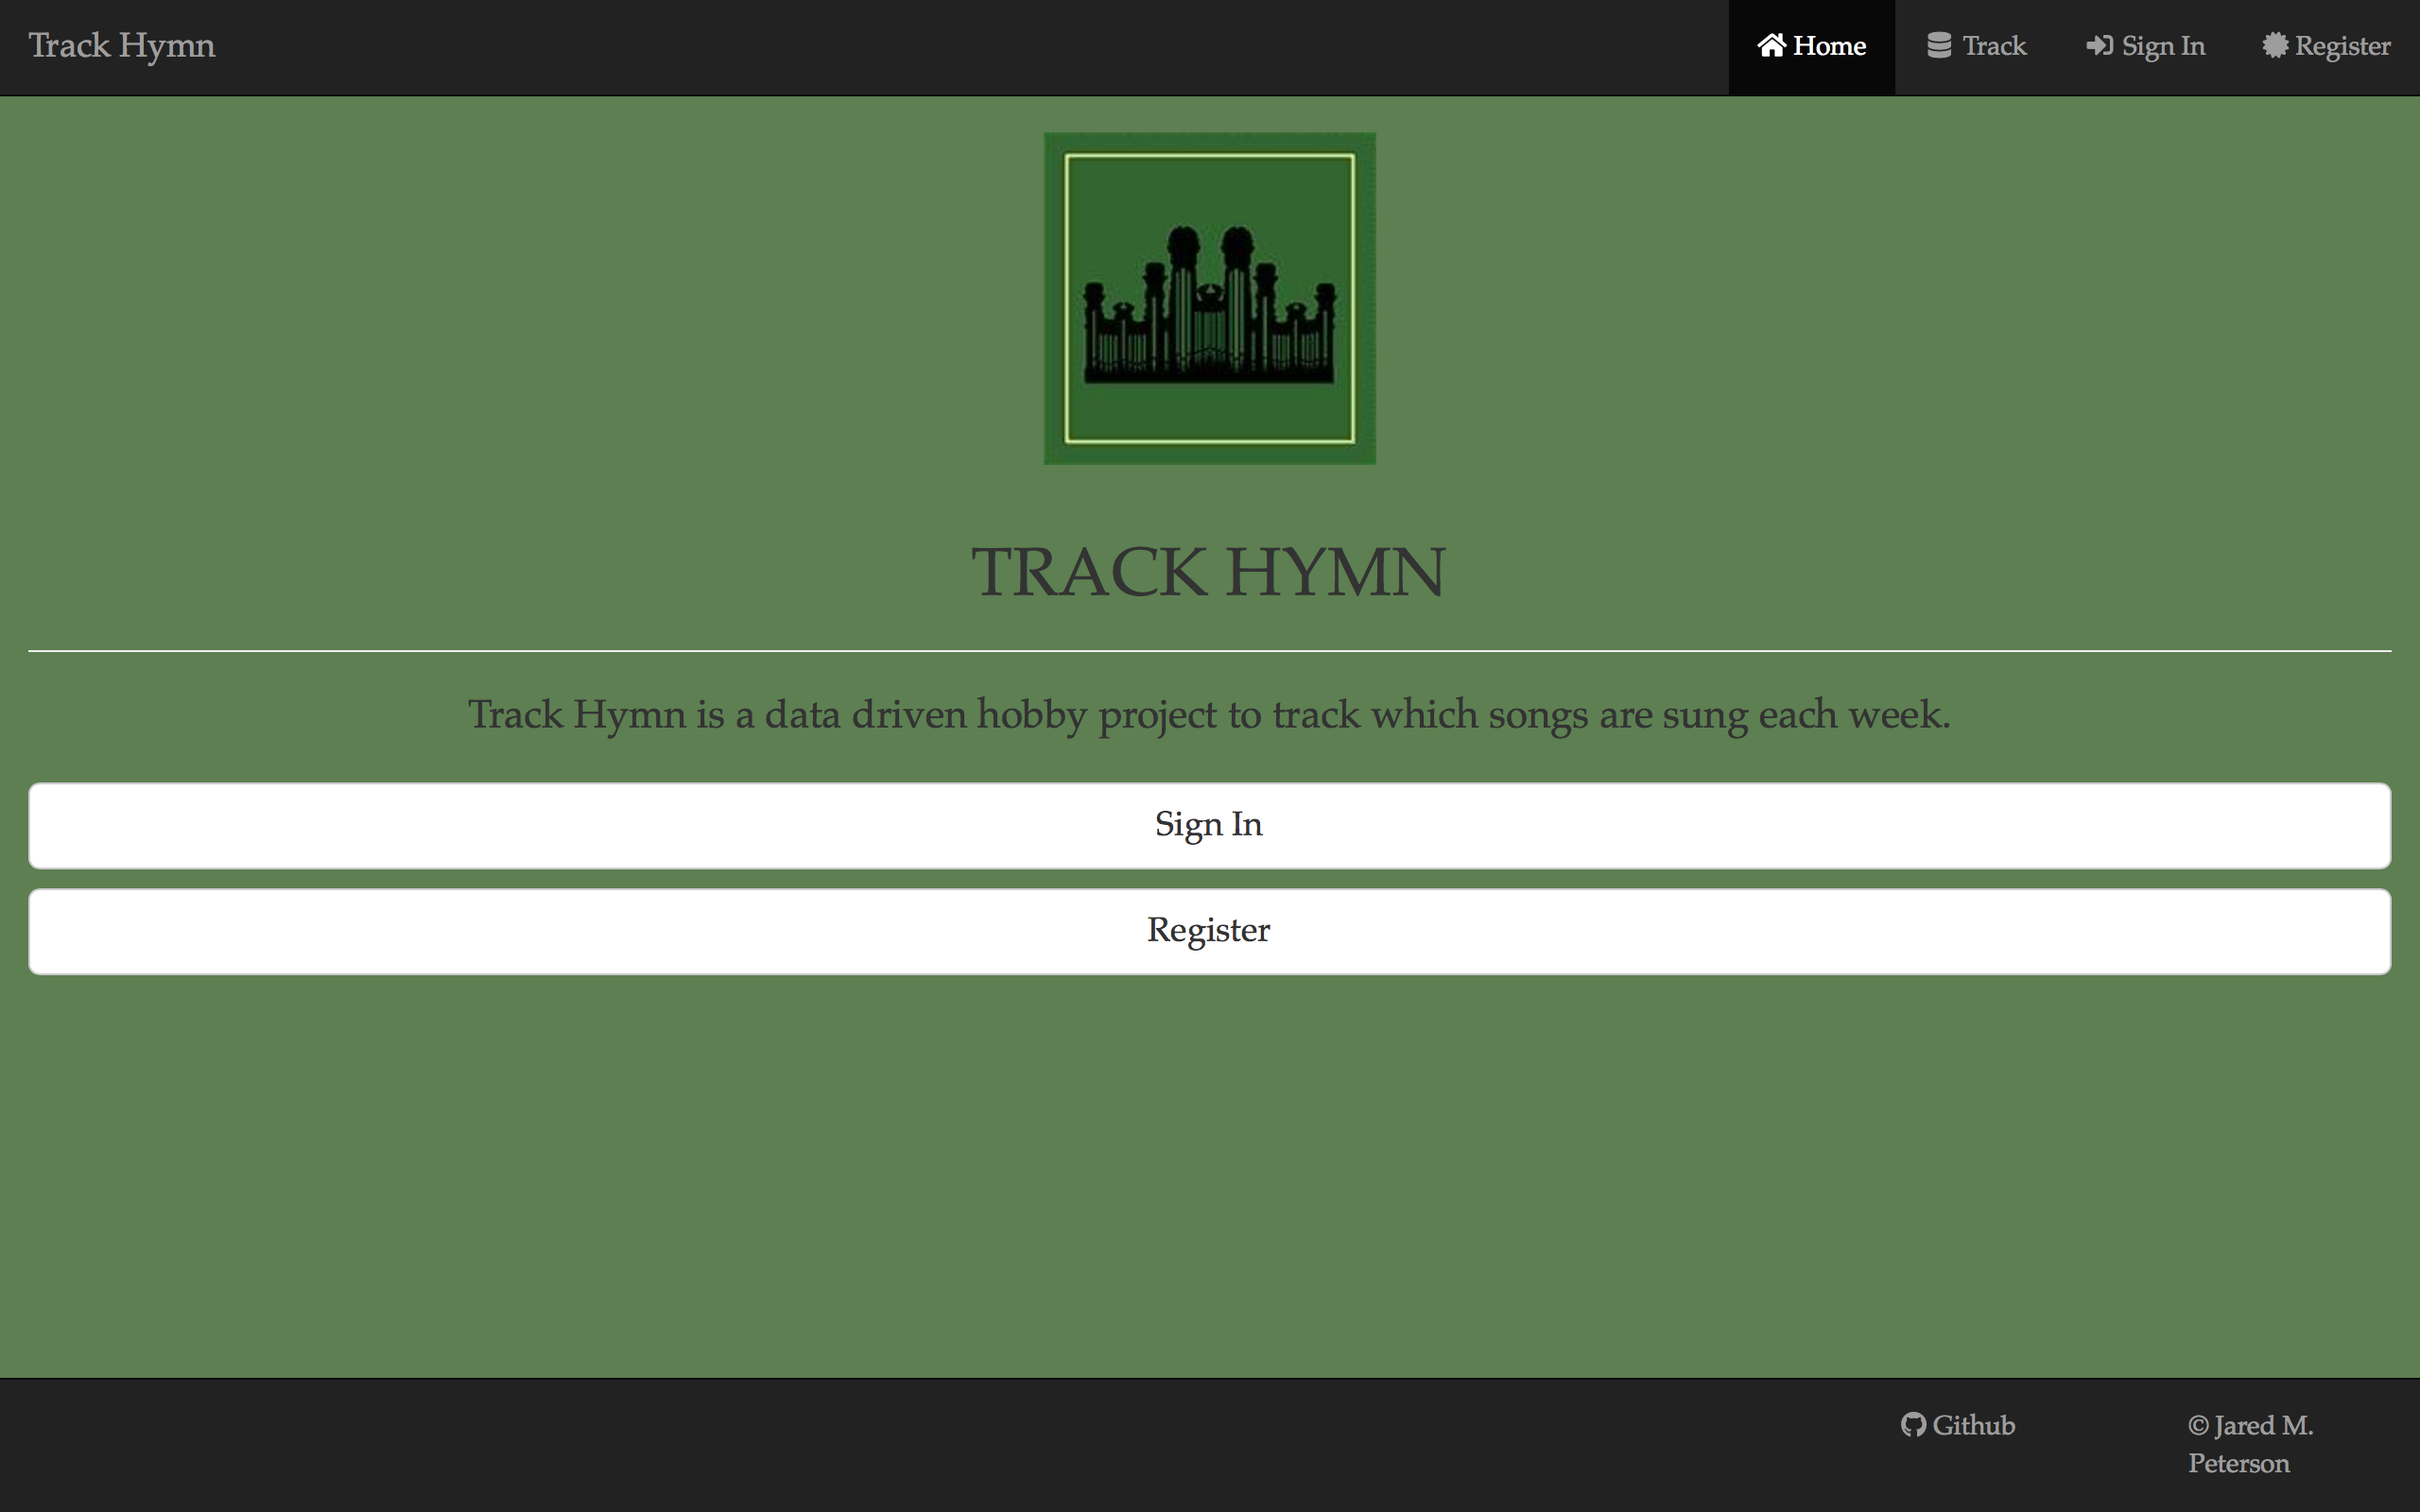 Track Hymn
Home
Track
Sign In
Register
TRACK HYMN
Track Hymn is a data driven hobby project to track which songs are sung each week.
Sign In
Register
Github
© Jared M.
Peterson